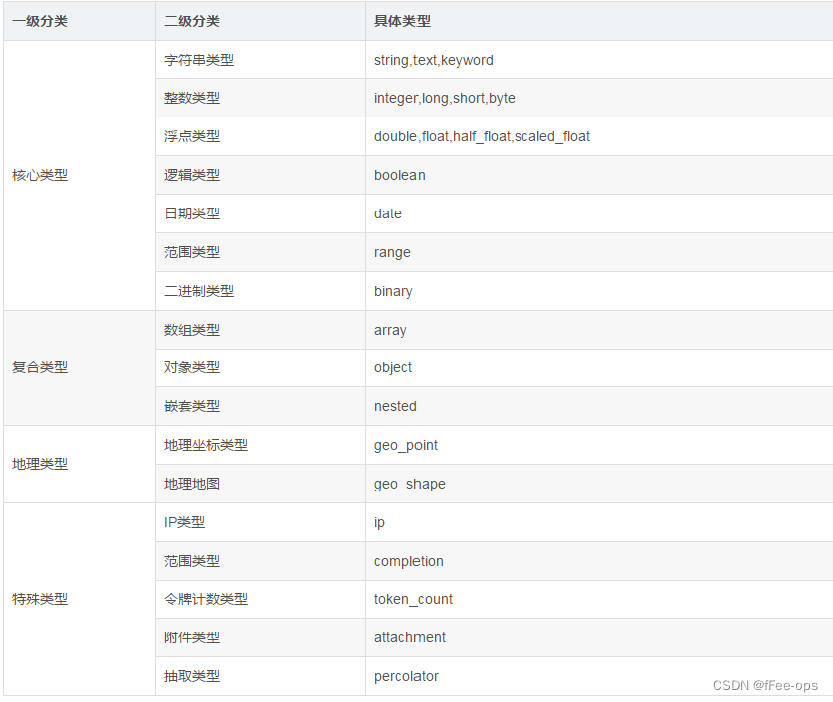 一级分类 二级分类 具体类型
核心类型
字符串类型 string,text,keyword
整数类型 integer,long,short,byte
浮点类型 double,float,half_float,scaled_float
逻辑类型 boolean
日期类型 date
范围类型 range
二进制类型 binary
复合类型
数组类型 array
对象类型 object
嵌套类型 nested
地理类型
地理坐标类型 geo_point
地理地图 geo_shape
特殊类型
IP类型 ip
范围类型 completion
令牌计数类型 token_count
附件类型 attachment
抽取类型 percolator
CSDN @fFee-ops